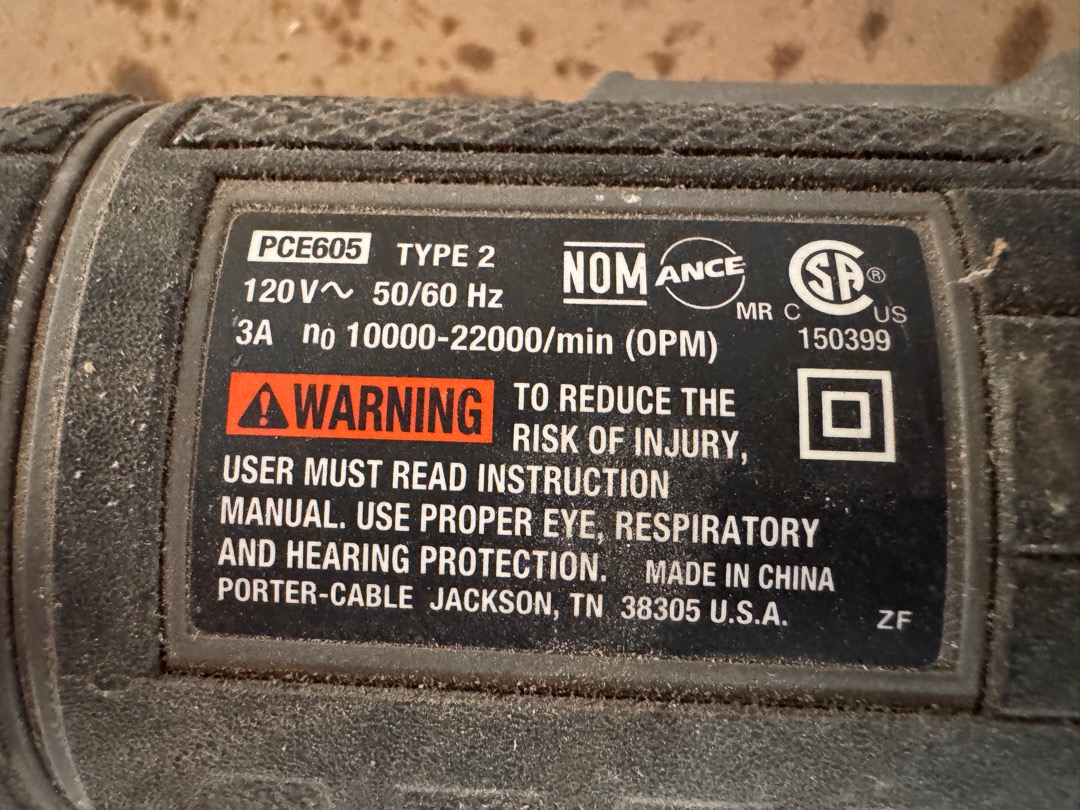 PCE605 TYPE 2
120V~ 50/60 Hz
3A n0 10000-22000/min (OPM)
NOM ANCE
SA ®
MR C US
150399
WARNING TO REDUCE THE
RISK OF INJURY,
USER MUST READ INSTRUCTION
MANUAL. USE PROPER EYE, RESPIRATORY
AND HEARING PROTECTION. MADE IN CHINA
PORTER-CABLE JACKSON, TN 38305 U.S.A.
ZF